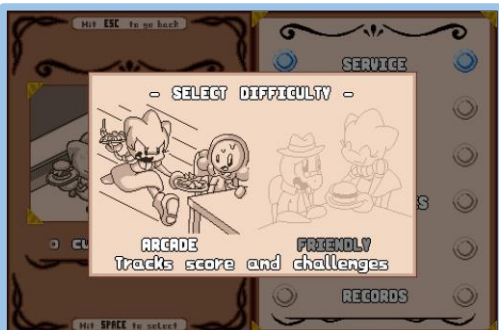 Hit ESC to go back
SERVICE
- SELECT DIFFICULTY -
ARCADE
FRIENDLY
Tracks score and challenges
RECORDS
Hit SPACE to select